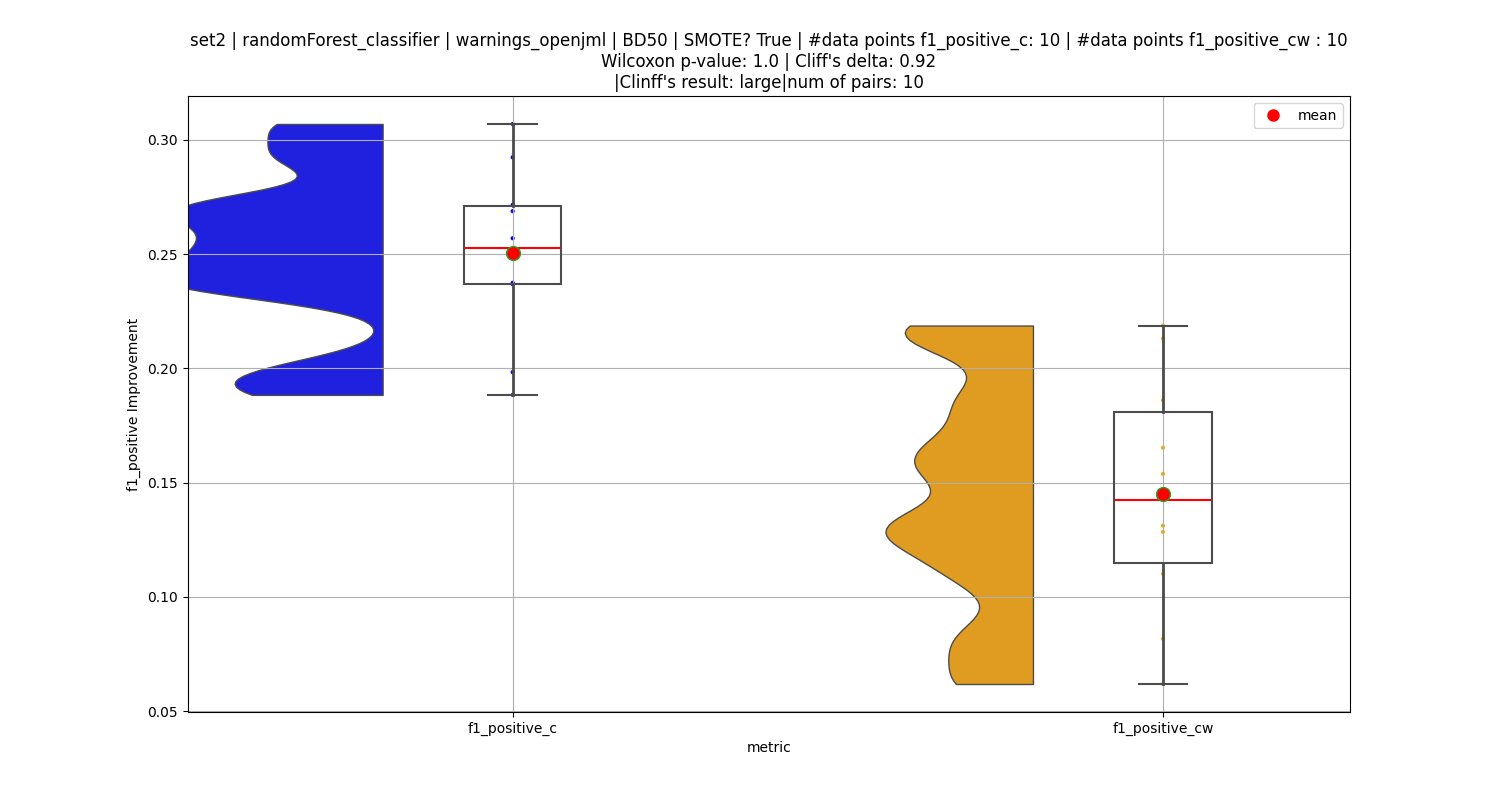 set2 | randomForest_classifier | warnings_openjml | BD50 | SMOTE? True | #data points f1_positive_c: 10 | #data points f1_positive_cw : 10
Wilcoxon p-value: 1.0 | Cliff's delta: 0.92
|Clinff's result: large|num of pairs: 10
mean
0.30
0.25
0.20
0.15
0.10
0.05
f1_positive Improvement
f1_positive_c
f1_positive_cw
metric